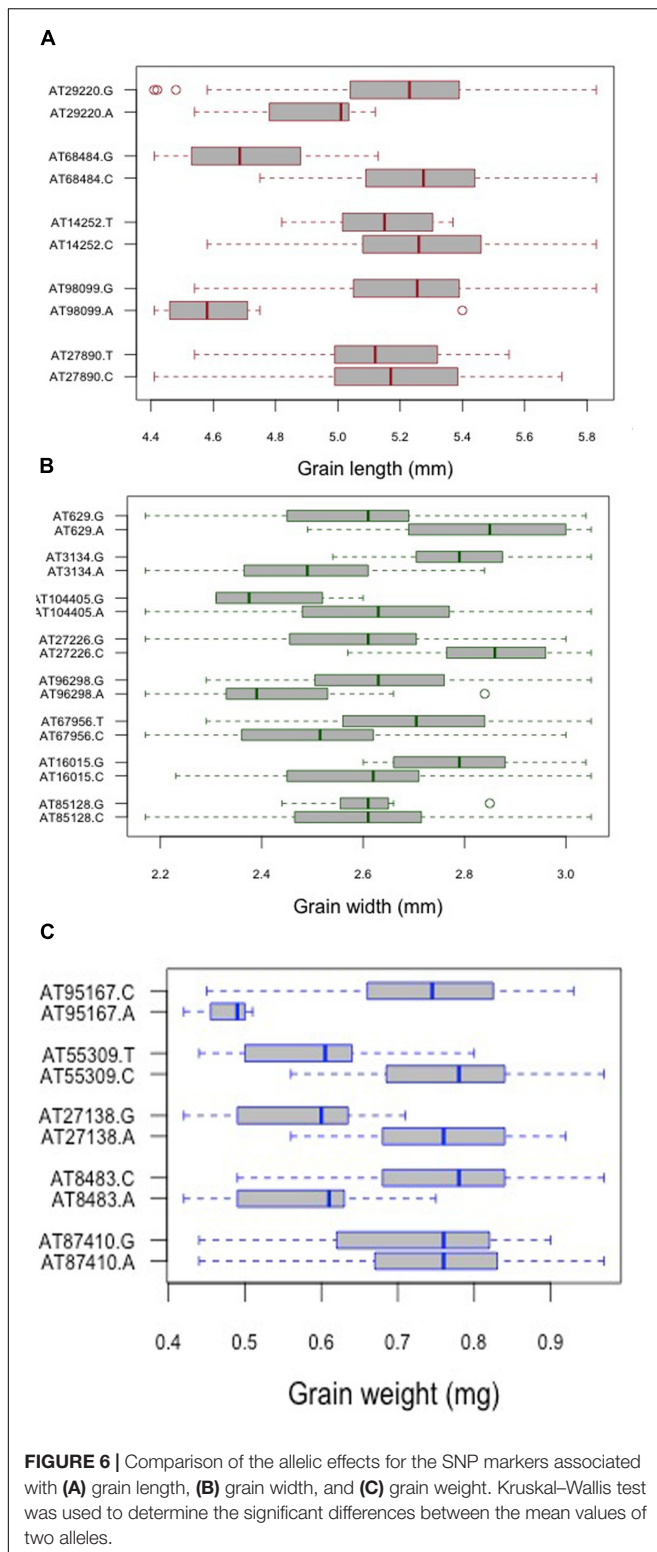 A
AT29220.G
AT29220.A
AT68484.G
AT68484.C
AT14252.T
AT14252.C
AT98099.G
AT98099.A
AT27890.T
AT27890.C
4.4 4.6 4.8 5.0 5.2 5.4 5.6 5.8
Grain length (mm)
B
AT629.G
AT629.A
AT3134.G
AT3134.A
AT104405.G
AT104405.A
AT27226.G
AT27226.C
AT96298.G
AT96298.A
AT67956.T
AT67956.C
AT16015.G
AT16015.C
AT85128.G
AT85128.C
2.2 2.4 2.6 2.8 3.0
Grain width (mm)
C
AT95167.C
AT95167.A
AT55309.T
AT55309.C
AT27138.G
AT27138.A
AT8483.C
AT8483.A
AT87410.G
AT87410.A
0.4 0.5 0.6 0.7 0.8 0.9
Grain weight (mg)
FIGURE 6 | Comparison of the allelic effects for the SNP markers associated
with (A) grain length, (B) grain width, and (C) grain weight. Kruskal–Wallis test
was used to determine the significant differences between the mean values of
two alleles.